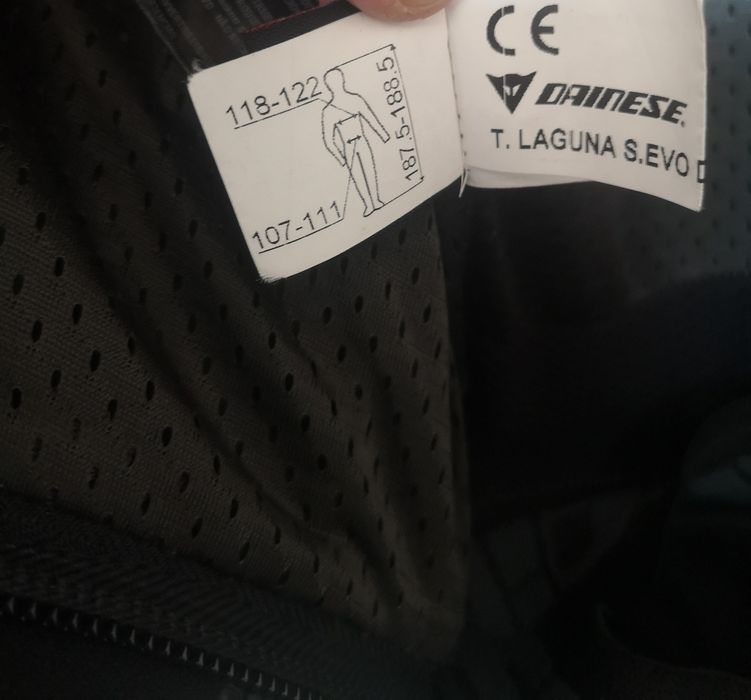 118-122
187.5-188.5
107-111
CE
DAINESE.
T. LAGUNA S.EVO D